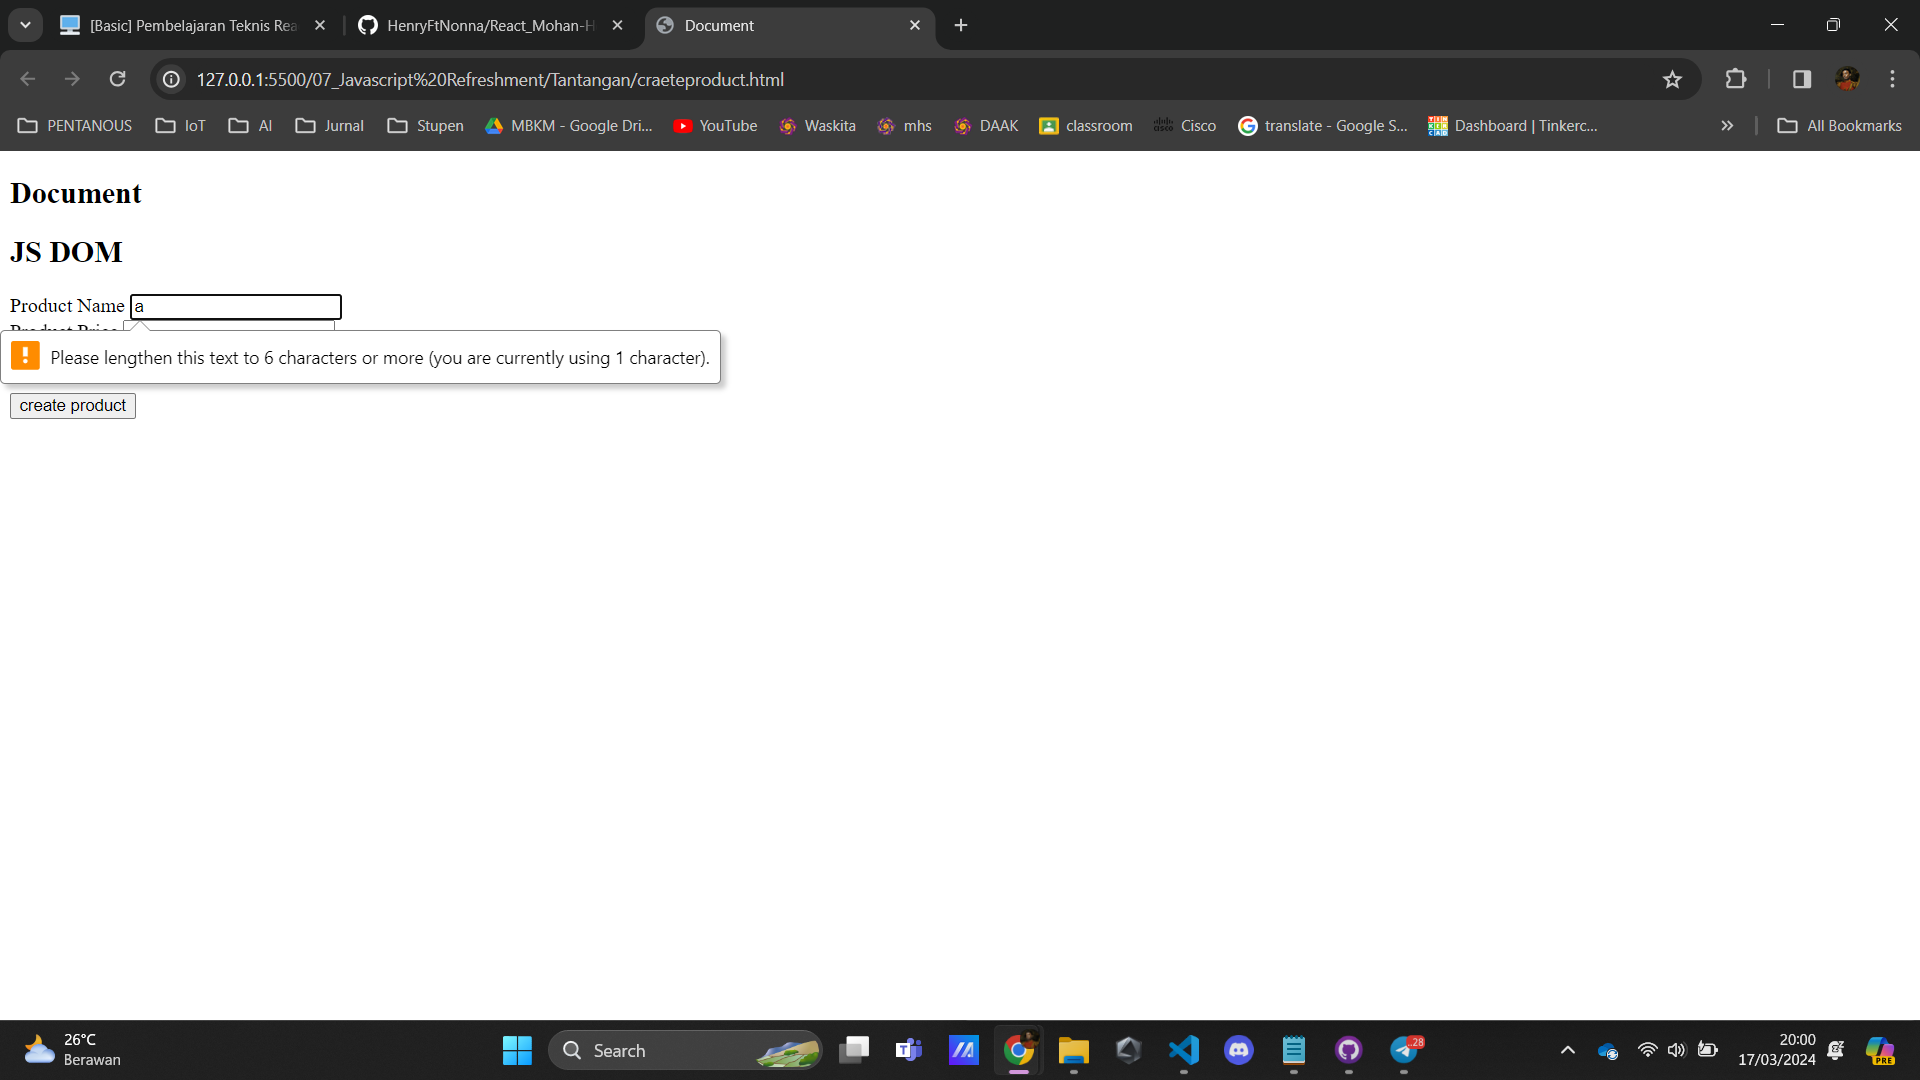 [Basic] Pembelajaran Teknis Rea
HenryFtNonna/React_Mohan-H
Document
127.0.0.1:5500/07_Javascript%20Refreshment/Tantangan/craeteproduct.html
PENTANOUS
IoT
AI
Jurnal
Stupen
MBKM - Google Dri...
YouTube
Waskita
mhs
DAAK
classroom
Cisco
translate - Google S...
Dashboard | Tinkerc...
All Bookmarks
Document
JS DOM
Product Name a
Product Price
Please lengthen this text to 6 characters or more (you are currently using 1 character).
create product
26°C
Berawan
Search
28
20:00
17/03/2024
PRE